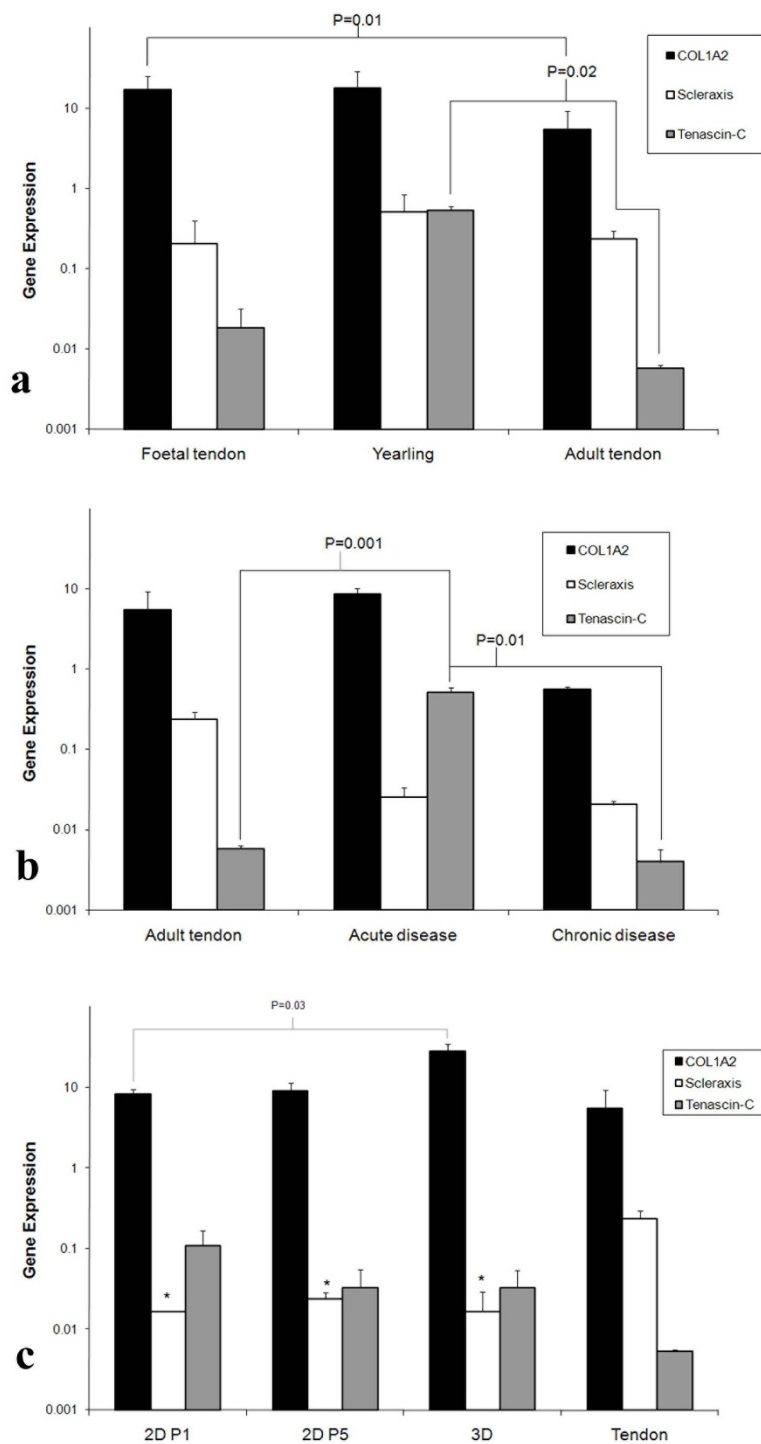 P=0.01
P=0.02
COL1A2
Scleraxis
Tenascin-C
10
1
0.1
0.01
0.001
Gene Expression
a
Foetal tendon Yearling Adult tendon
P=0.001
P=0.01
COL1A2
Scleraxis
Tenascin-C
10
1
0.1
0.01
0.001
Gene Expression
b
Adult tendon Acute disease Chronic disease
P=0.03
COL1A2
Scleraxis
Tenascin-C
10
1
0.1
0.01
0.001
Gene Expression
* * *
c
2D P1 2D P5 3D Tendon